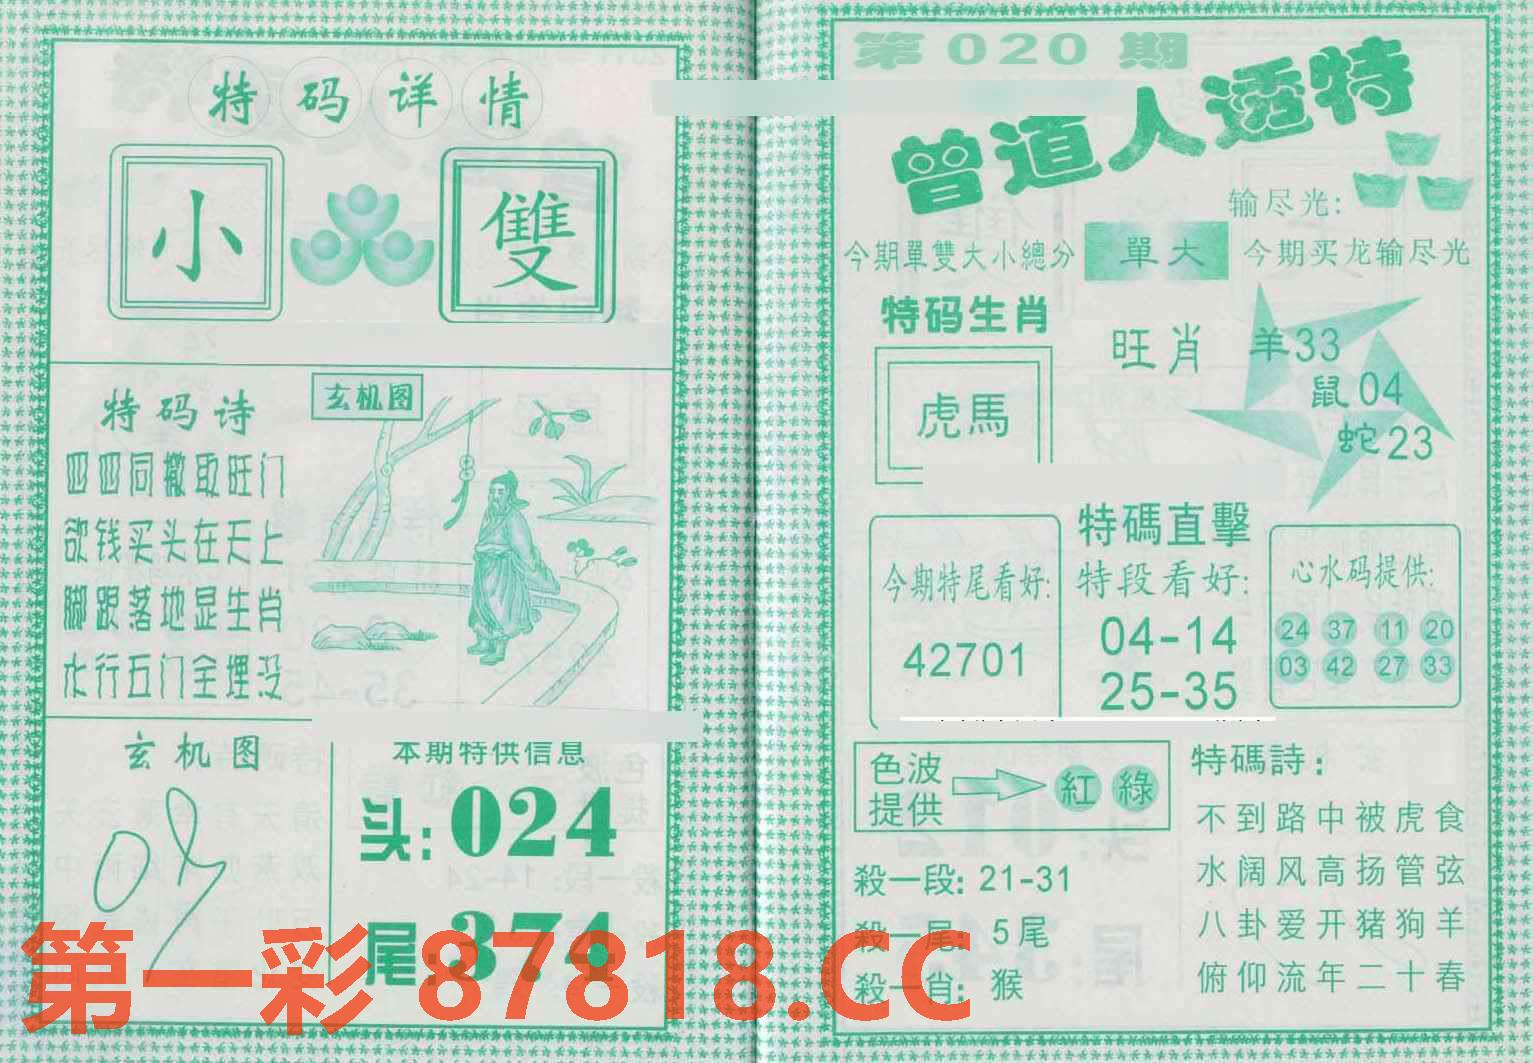 特码详情
小
雙
特码诗
四四同撤取旺门
欲钱买头在天上
脚跟落地显生肖
火行五门全埋没
玄机图
玄机图
本期特供信息
头:024
尾:374
第020期
曾道人透特
输尽光:
今期單雙大小總分
單大
今期买龙输尽光
特码生肖
虎馬
旺肖
羊33
鼠04
蛇23
今期特尾看好:
42701
特碼直擊
特段看好:
04-14
25-35
心水码提供:
24 37 11 20
03 42 27 33
色波
提供
紅 綠
殺一段: 21-31
殺一尾: 5尾
殺一肖: 猴
特碼詩:
不到路中被虎食
水阔风高扬管弦
八卦爱开猪狗羊
俯仰流年二十春
第一彩 87818.CC